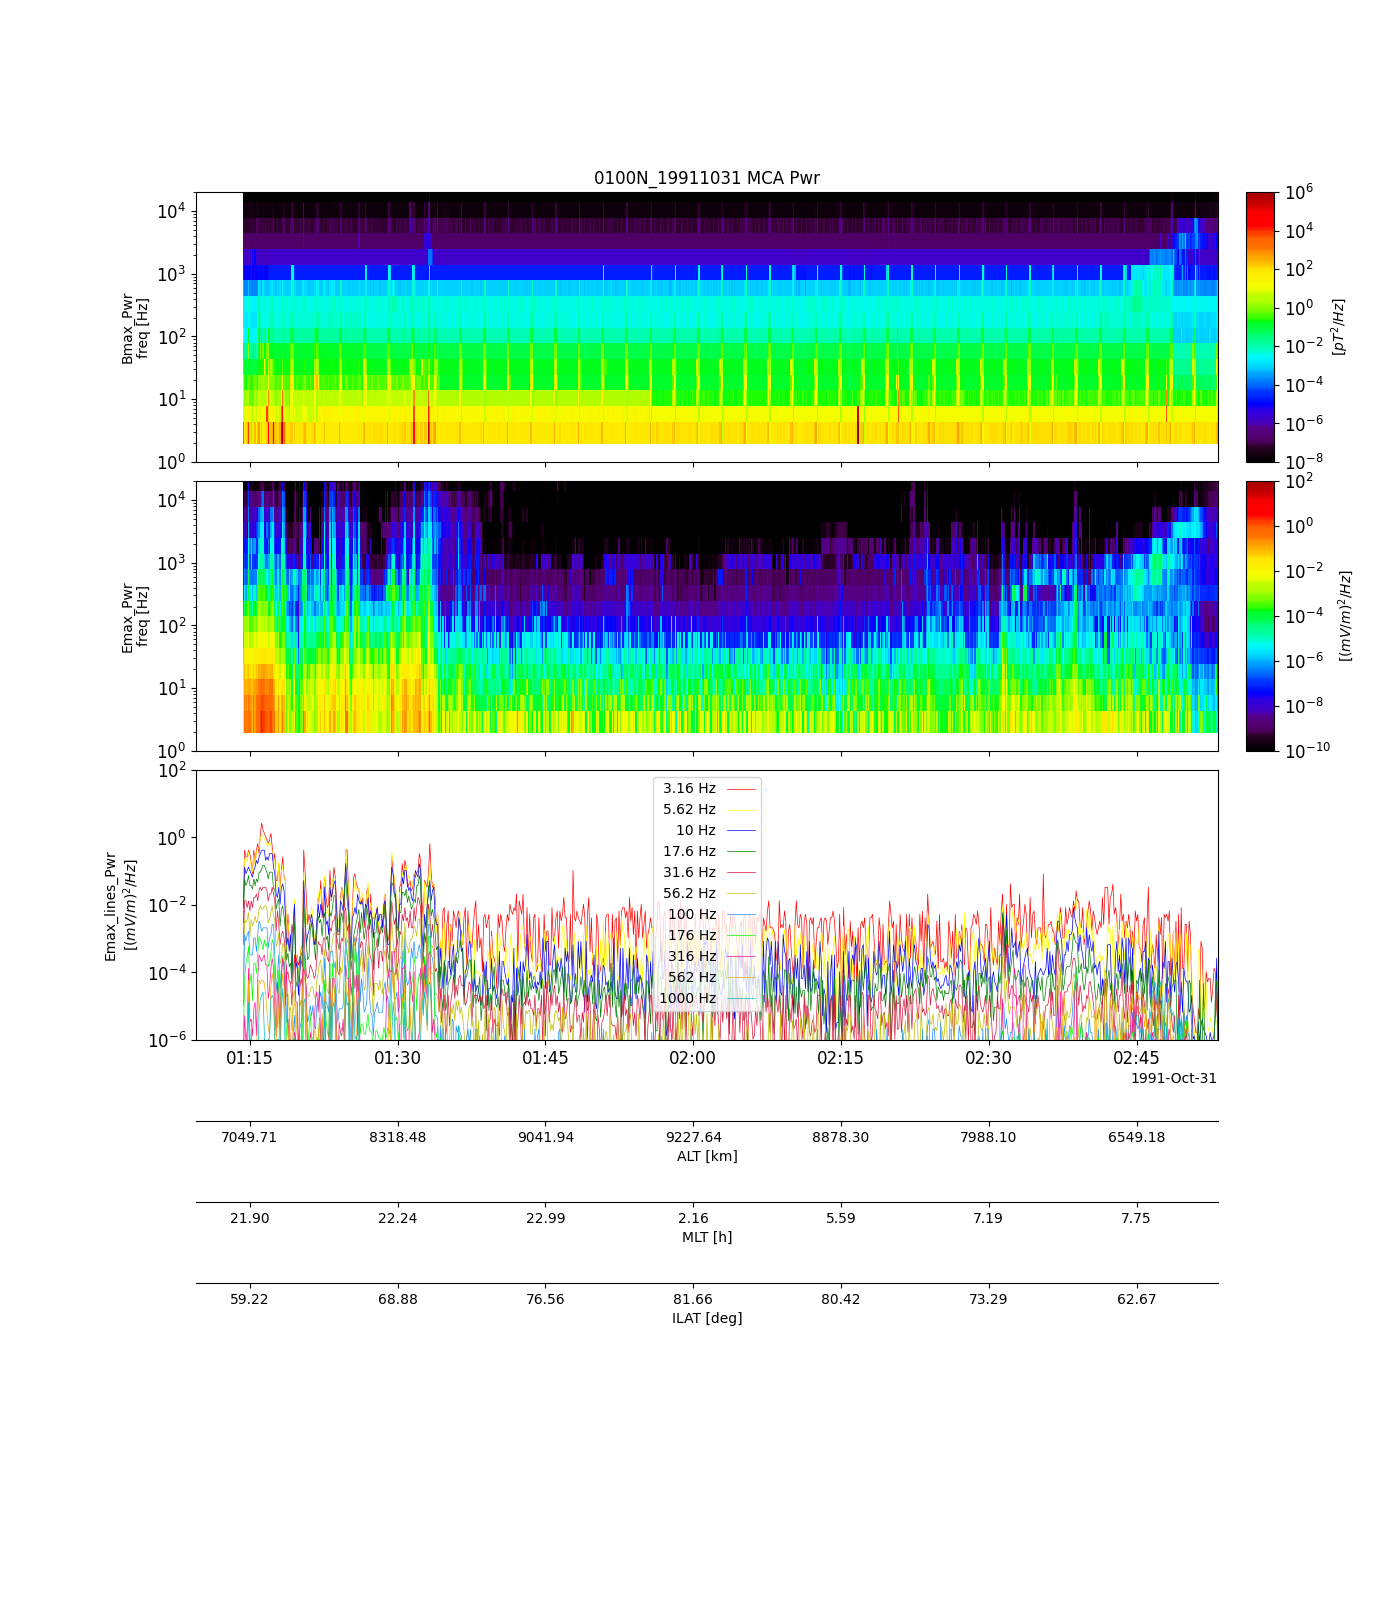 0100N_19911031 MCA Pwr
10^4
10^3
10^2
10^1
10^0
Bmax_Pwr
freq [Hz]
10^6
10^4
10^2
10^0
10^−2
10^−4
10^−6
10^−8
[pT^2/Hz]
10^4
10^3
10^2
10^1
10^0
Emax_Pwr
freq [Hz]
10^2
10^0
10^−2
10^−4
10^−6
10^−8
10^−10
[(mV/m)^2/Hz]
10^2
10^0
10^−2
10^−4
10^−6
Emax_lines_Pwr
[(mV/m)^2/Hz]
3.16 Hz
5.62 Hz
10 Hz
17.6 Hz
31.6 Hz
56.2 Hz
100 Hz
176 Hz
316 Hz
562 Hz
1000 Hz
01:15 01:30 01:45 02:00 02:15 02:30 02:45
1991-Oct-31
7049.71 8318.48 9041.94 9227.64 8878.30 7988.10 6549.18
ALT [km]
21.90 22.24 22.99 2.16 5.59 7.19 7.75
MLT [h]
59.22 68.88 76.56 81.66 80.42 73.29 62.67
ILAT [deg]